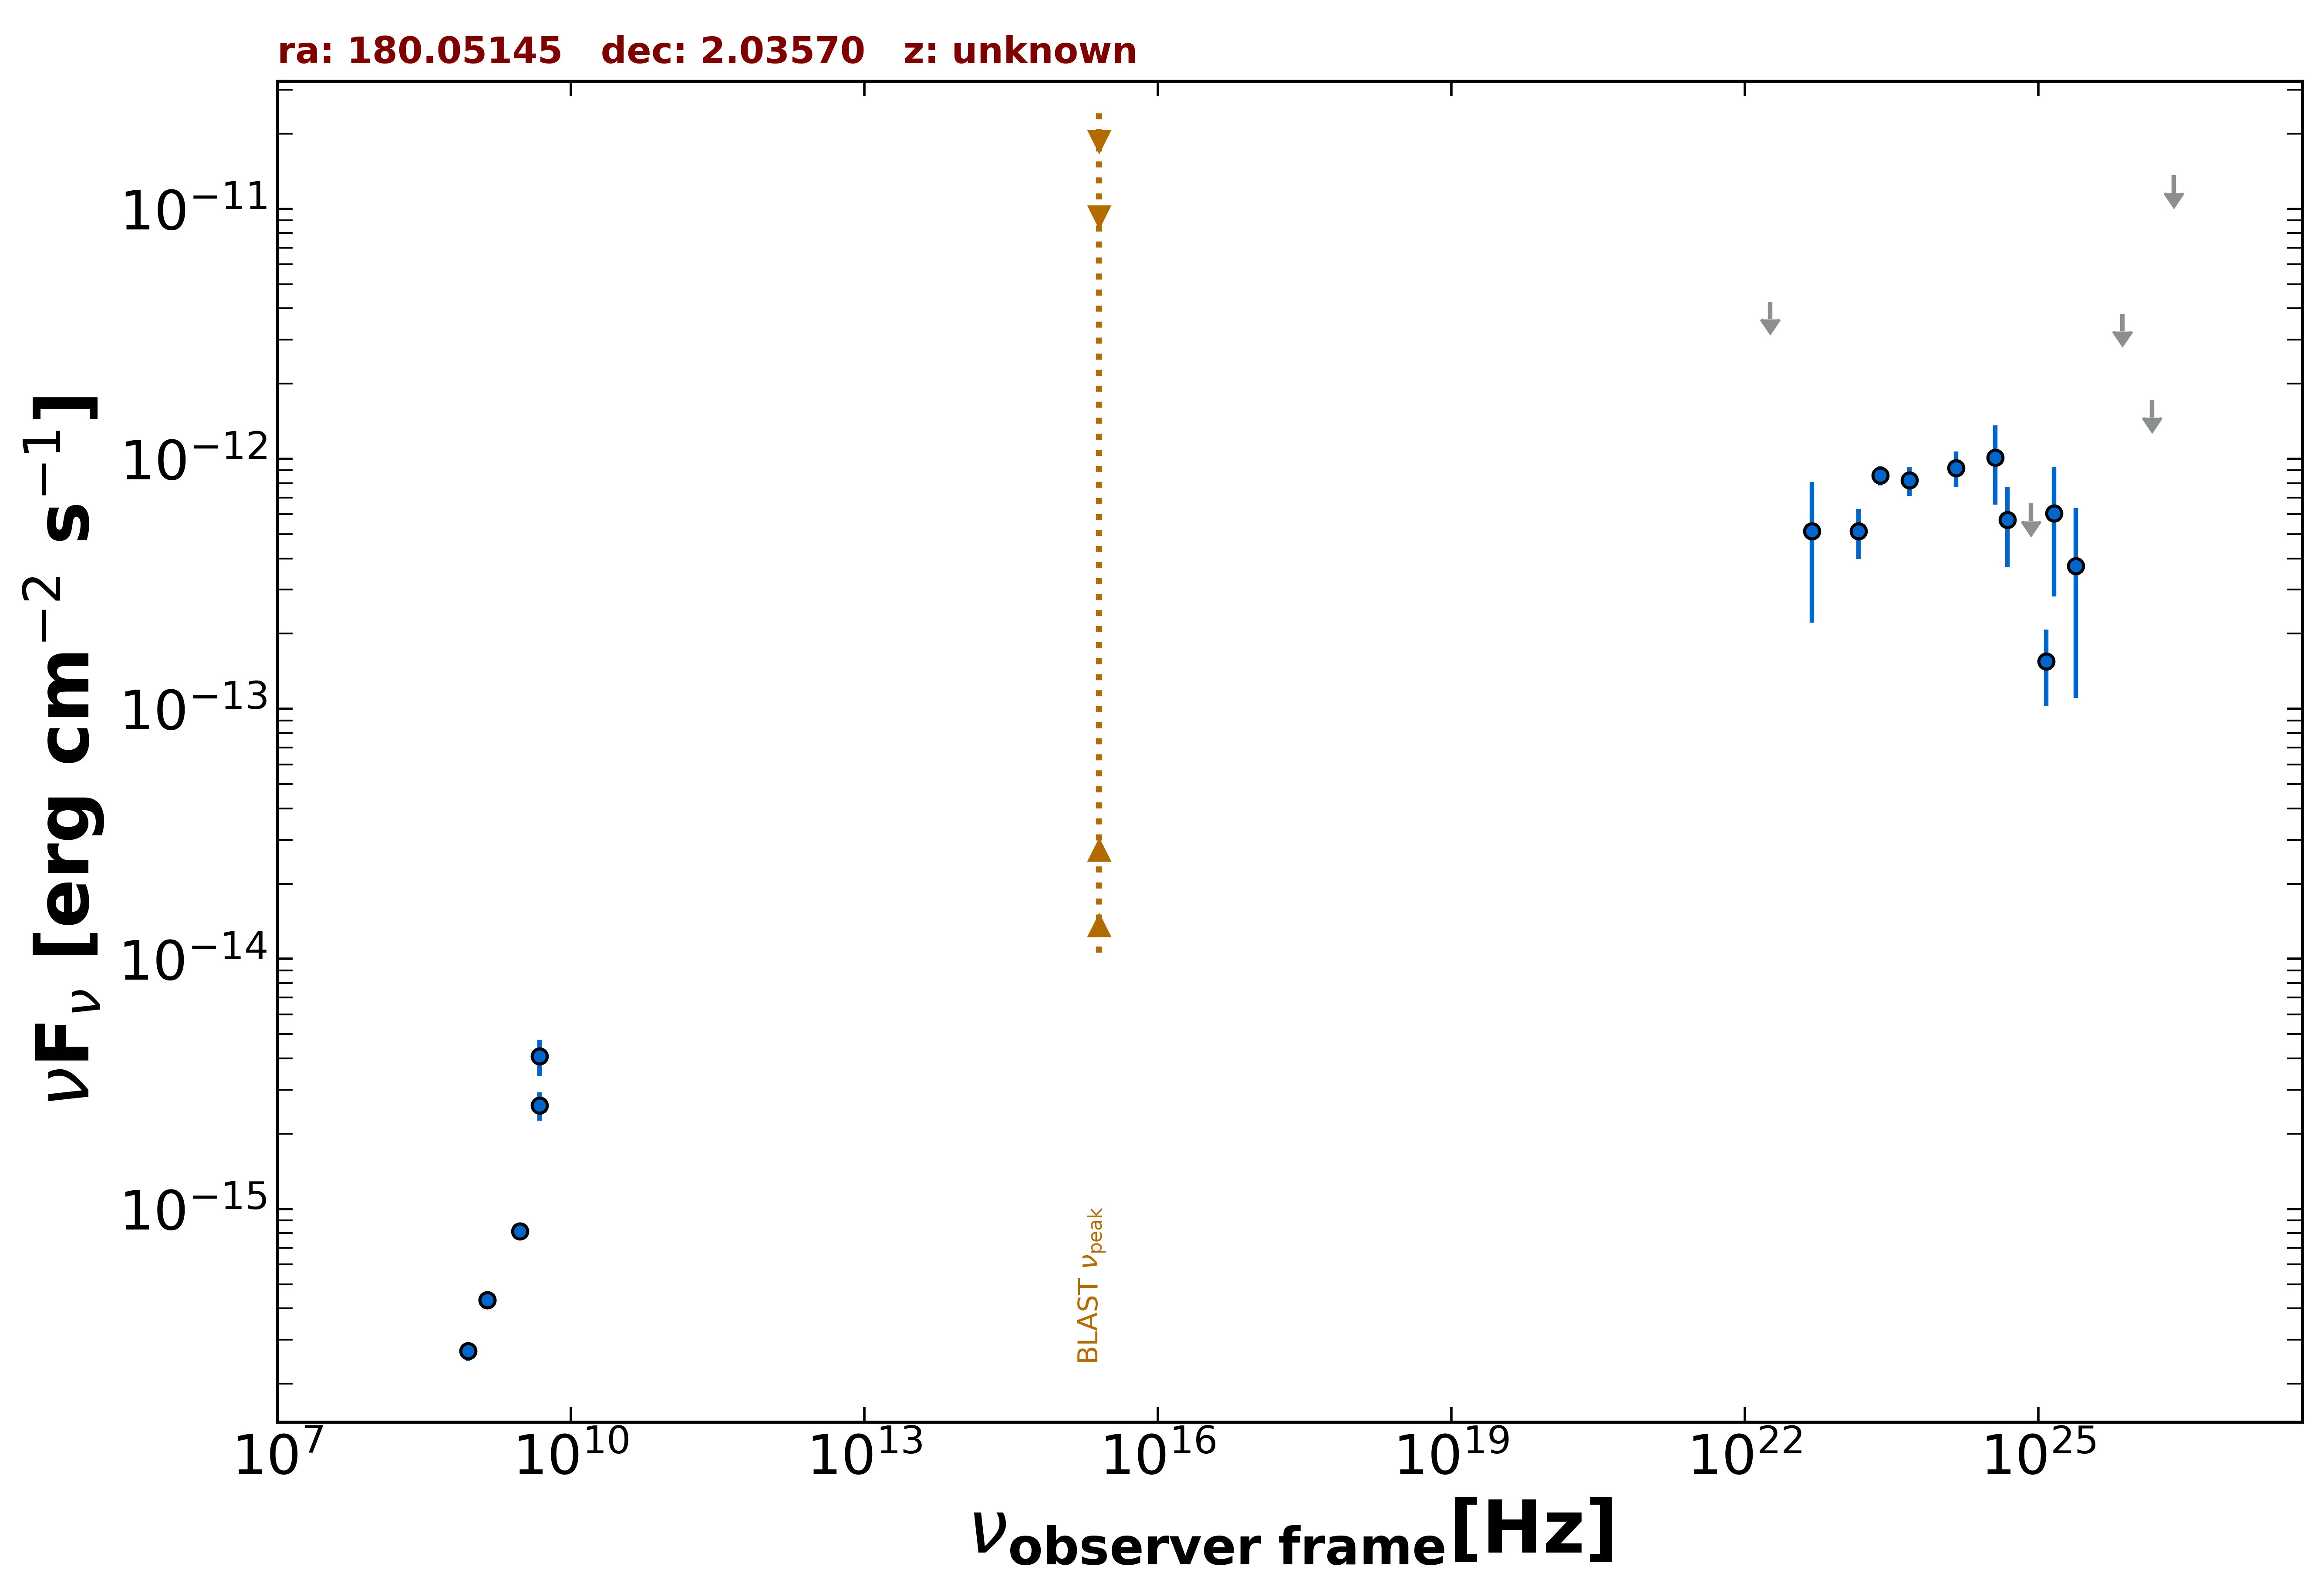 ra: 180.05145   dec: 2.03570   z: unknown
νFν [erg cm−2 s−1]
10−11
10−12
10−13
10−14
10−15
BLAST νpeak
107 1010 1013 1016 1019 1022 1025
νobserver frame[Hz]